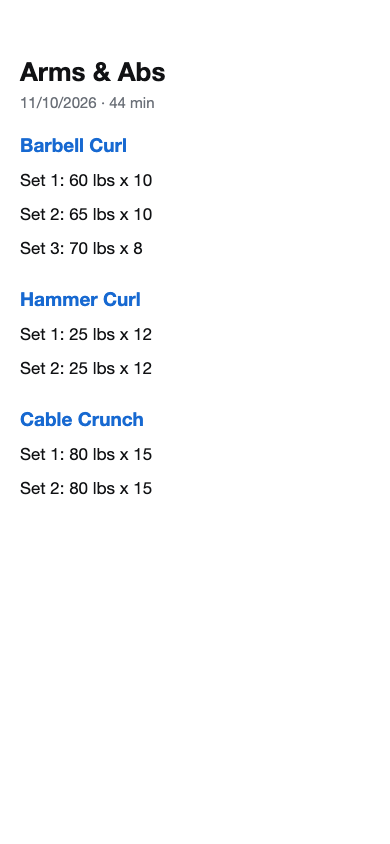 Arms & Abs
11/10/2026 · 44 min
Barbell Curl
Set 1: 60 lbs x 10
Set 2: 65 lbs x 10
Set 3: 70 lbs x 8
Hammer Curl
Set 1: 25 lbs x 12
Set 2: 25 lbs x 12
Cable Crunch
Set 1: 80 lbs x 15
Set 2: 80 lbs x 15